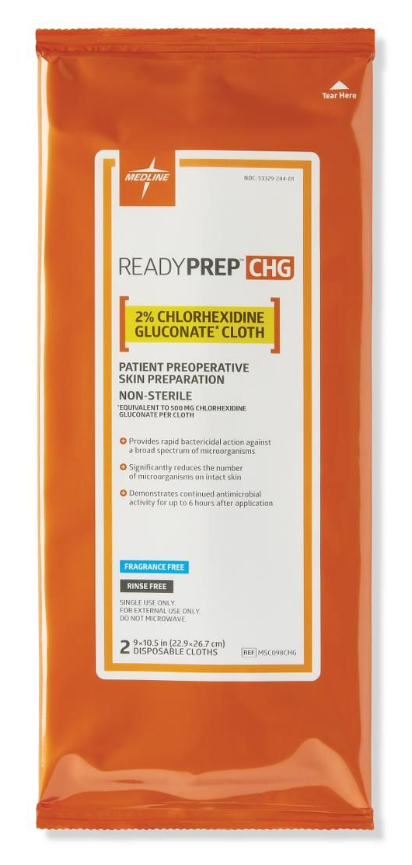 Tear Here
MEDLINE
NDC: 53329-244-01
READYPREP™ CHG
2% CHLORHEXIDINE
GLUCONATE* CLOTH
PATIENT PREOPERATIVE
SKIN PREPARATION
NON-STERILE
*EQUIVALENT TO 500 MG CHLORHEXIDINE
GLUCONATE PER CLOTH
Provides rapid bactericidal action against
a broad spectrum of microorganisms
Significantly reduces the number
of microorganisms on intact skin
Demonstrates continued antimicrobial
activity for up to 6 hours after application
FRAGRANCE FREE
RINSE FREE
SINGLE USE ONLY.
FOR EXTERNAL USE ONLY.
DO NOT MICROWAVE.
2 9×10.5 in (22.9×26.7 cm)
DISPOSABLE CLOTHS
REF MSC098CHG